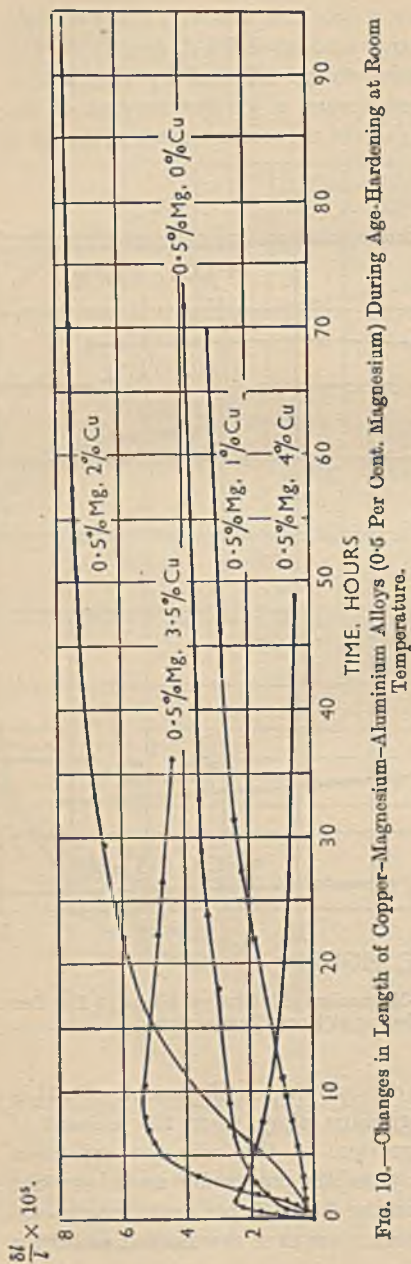 δl/l × 10⁵.
8
6
4
2
0
10
20
30
40
50
60
70
80
90
0·5%Mg. 2%Cu
0·5%Mg. 3·5%Cu
0·5%Mg. 0%Cu
0·5%Mg. 1%Cu
0·5%Mg. 4%Cu
TIME, HOURS
FIG. 10.—Changes in Length of Copper–Magnesium–Aluminium Alloys (0·5 Per Cent. Magnesium) During Age-Hardening at Room
Temperature.